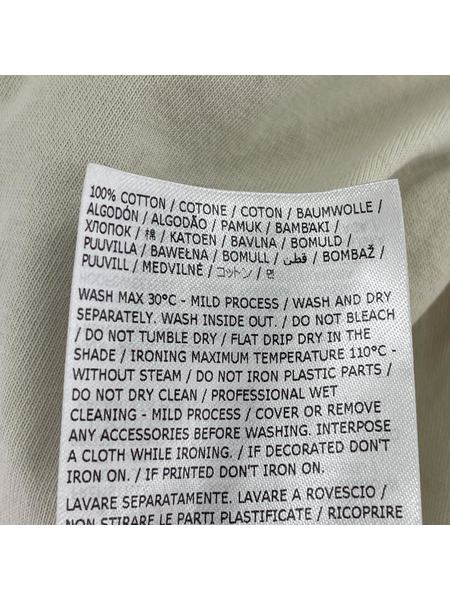 100% COTTON / COTONE / COTON / BAUMWOLLE /
ALGODÓN / ALGODÃO / PAMUK / BAMBAKI /
ХЛОПОК / 棉 / KATOEN / BAVLNA / BOMULD /
PUUVILLA / BAWEŁNA / BOMULL / قطن / BOMBAŽ /
PUUVILL / MEDVILNĖ / コットン / 면
WASH MAX 30°C - MILD PROCESS / WASH AND DRY
SEPARATELY. WASH INSIDE OUT. / DO NOT BLEACH
/ DO NOT TUMBLE DRY / FLAT DRIP DRY IN THE
SHADE / IRONING MAXIMUM TEMPERATURE 110°C -
WITHOUT STEAM / DO NOT IRON PLASTIC PARTS /
DO NOT DRY CLEAN / PROFESSIONAL WET
CLEANING - MILD PROCESS / COVER OR REMOVE
ANY ACCESSORIES BEFORE WASHING. INTERPOSE
A CLOTH WHILE IRONING. / IF DECORATED DON'T
IRON ON. / IF PRINTED DON'T IRON ON.
LAVARE SEPARATAMENTE. LAVARE A ROVESCIO /
NON STIRARE LE PARTI PLASTIFICATE / RICOPRIRE